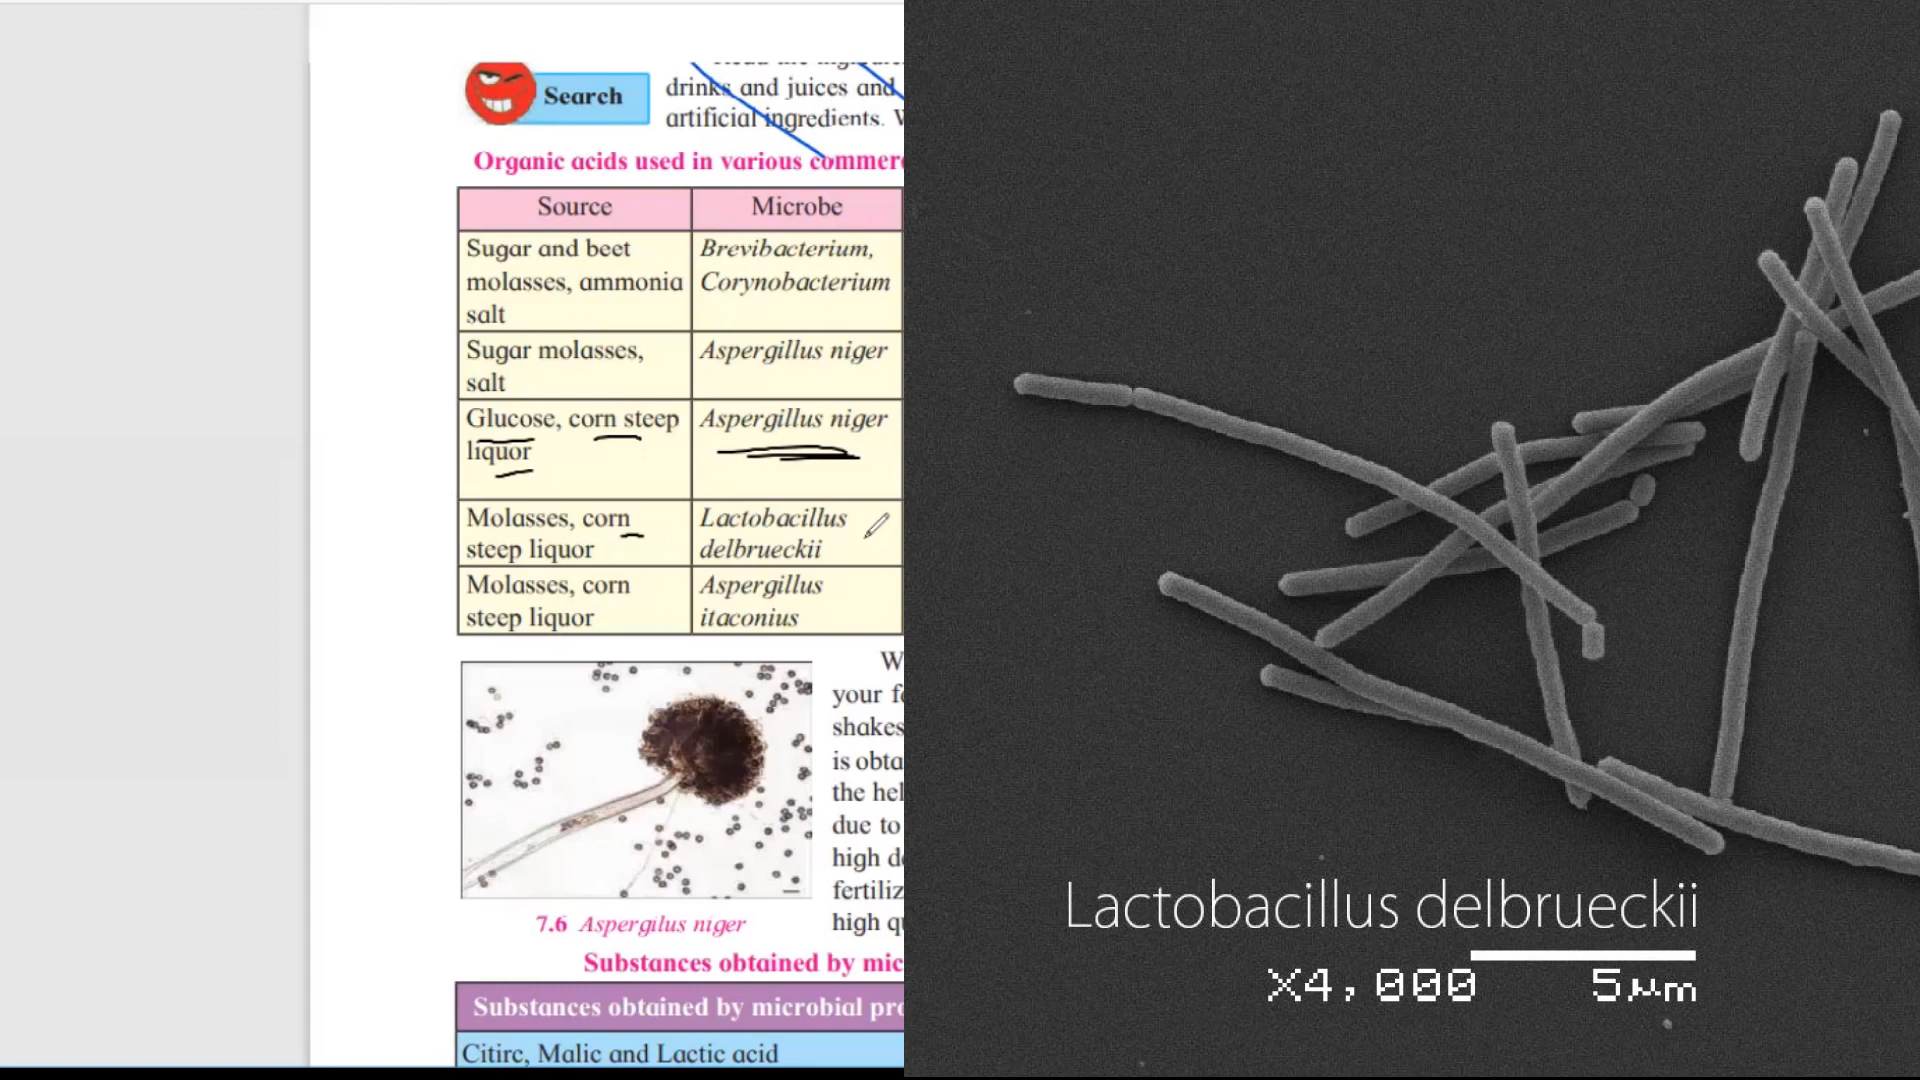 Search
drinks and juices and
artificial ingredients.
Organic acids used in various
Source Microbe
Sugar and beet
molasses, ammonia
salt
Brevibacterium,
Corynobacterium
Sugar molasses,
salt
Aspergillus niger
Glucose, corn steep
liquor
Aspergillus niger
Molasses, corn
steep liquor
Lactobacillus
delbrueckii
Molasses, corn
steep liquor
Aspergillus
itaconius
your
shakes
is
the
due to
high
high
7.6 Aspergilus niger
Substances obtained by
Substances obtained by microbial
Citirc, Malic and Lactic acid
Lactobacillus delbrueckii
X4,000 5μm